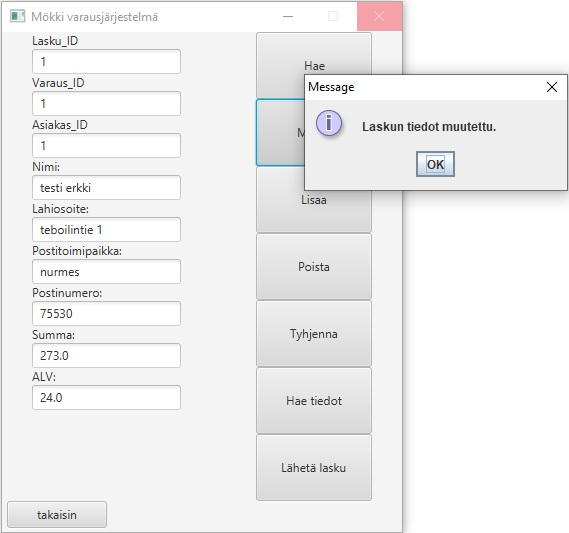 Mökki varausjärjestelmä
Lasku_ID
1
Varaus_ID
1
Asiakas_ID
1
Nimi:
testi erkki
Lahiosoite:
teboilintie 1
Postitoimipaikka:
nurmes
Postinumero:
75530
Summa:
273.0
ALV:
24.0
takaisin
Hae
M
Lisaa
Poista
Tyhjenna
Hae tiedot
Lähetä lasku
Message
Laskun tiedot muutettu.
OK